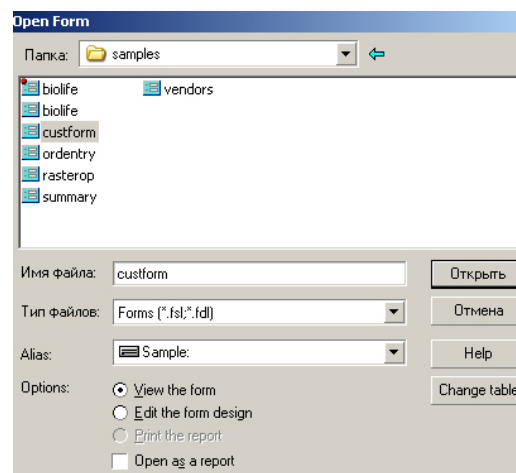 Open Form
Папка: samples
biolife vendors
biolife
custform
ordentry
rasterop
summary
Имя файла: custform Открыть
Тип файлов: Forms (*.fsl;*.fdl) Отмена
Alias: Sample: Help
Options: View the form Change table
Edit the form design
Print the report
Open as a report